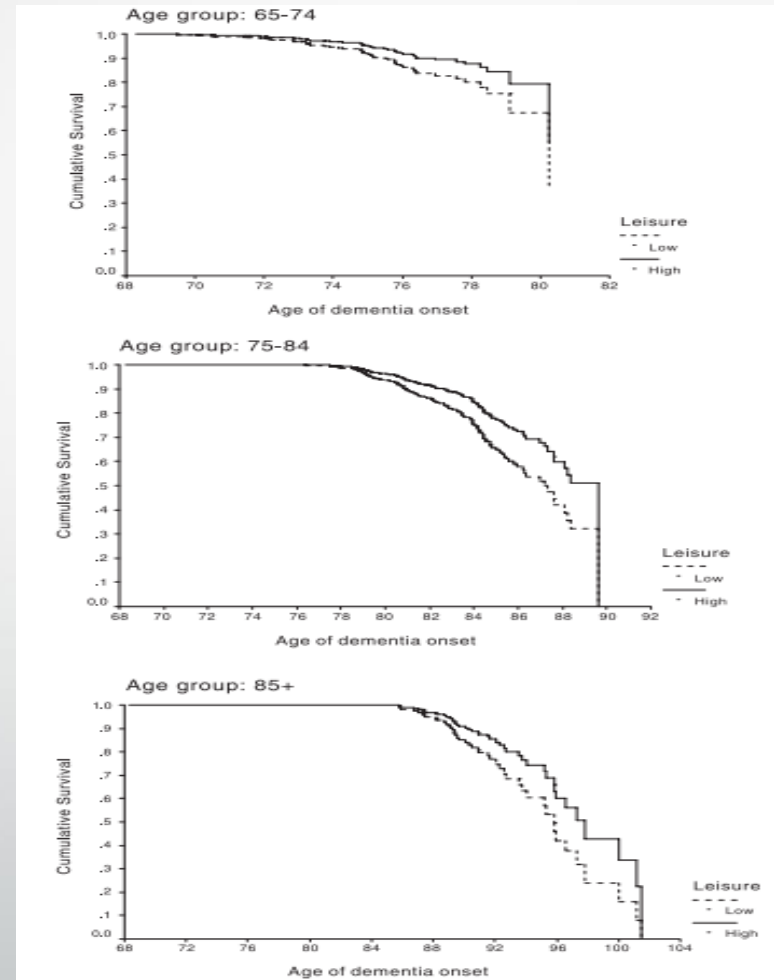 Age group: 65-74
1.0
.9
.8
.7
.6
.5
.4
.3
.2
.1
0.0
Cumulative Survival
68 70 72 74 76 78 80 82
Age of dementia onset
Leisure
Low
High
Age group: 75-84
1.0
.9
.8
.7
.6
.5
.4
.3
.2
.1
0.0
Cumulative Survival
68 70 72 74 76 78 80 82 84 86 88 90 92
Age of dementia onset
Leisure
Low
High
Age group: 85+
1.0
.9
.8
.7
.6
.5
.4
.3
.2
.1
0.0
Cumulative Survival
68 72 76 80 84 88 92 96 100 104
Age of dementia onset
Leisure
Low
High